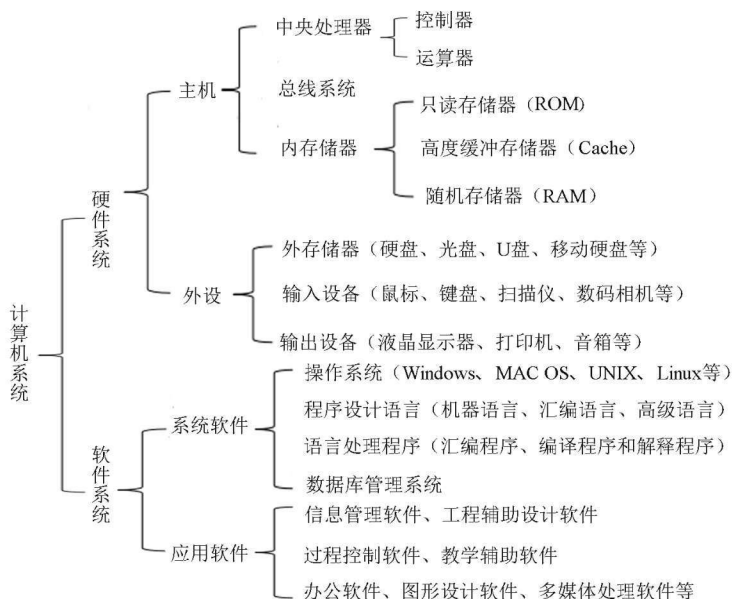 计算机系统
硬件系统
主机
中央处理器
控制器
运算器
总线系统
内存储器
只读存储器（ROM）
高度缓冲存储器（Cache）
随机存储器（RAM）
外设
外存储器（硬盘、光盘、U盘、移动硬盘等）
输入设备（鼠标、键盘、扫描仪、数码相机等）
输出设备（液晶显示器、打印机、音箱等）
软件系统
系统软件
操作系统（Windows、MAC OS、UNIX、Linux等）
程序设计语言（机器语言、汇编语言、高级语言）
语言处理程序（汇编程序、编译程序和解释程序）
数据库管理系统
应用软件
信息管理软件、工程辅助设计软件
过程控制软件、教学辅助软件
办公软件、图形设计软件、多媒体处理软件等